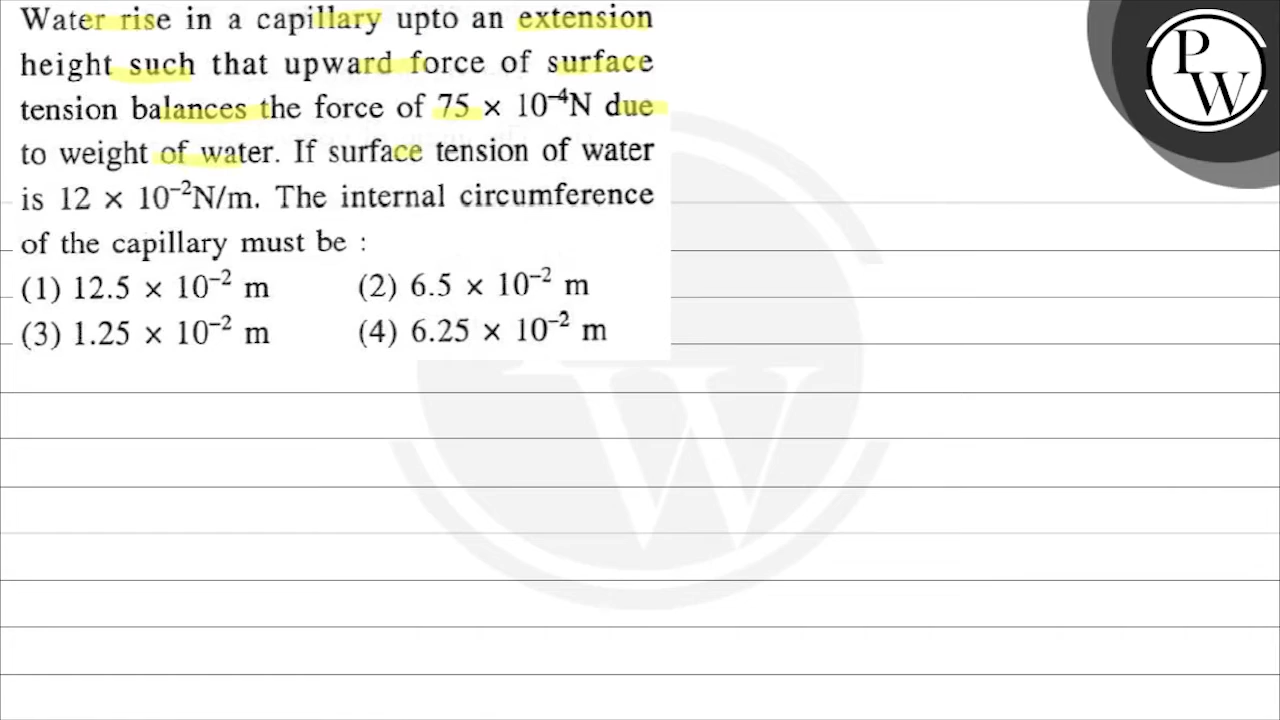 Water rise in a capillary upto an extension
height such that upward force of surface
tension balances the force of 75 × 10⁻⁴N due
to weight of water. If surface tension of water
is 12 × 10⁻²N/m. The internal circumference
of the capillary must be :
(1) 12.5 × 10⁻² m (2) 6.5 × 10⁻² m
(3) 1.25 × 10⁻² m (4) 6.25 × 10⁻² m
P
W
W